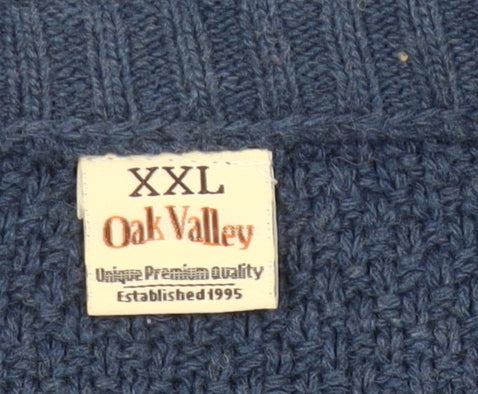 XXL
Oak Valley
Unique Premium Quality
Established 1995